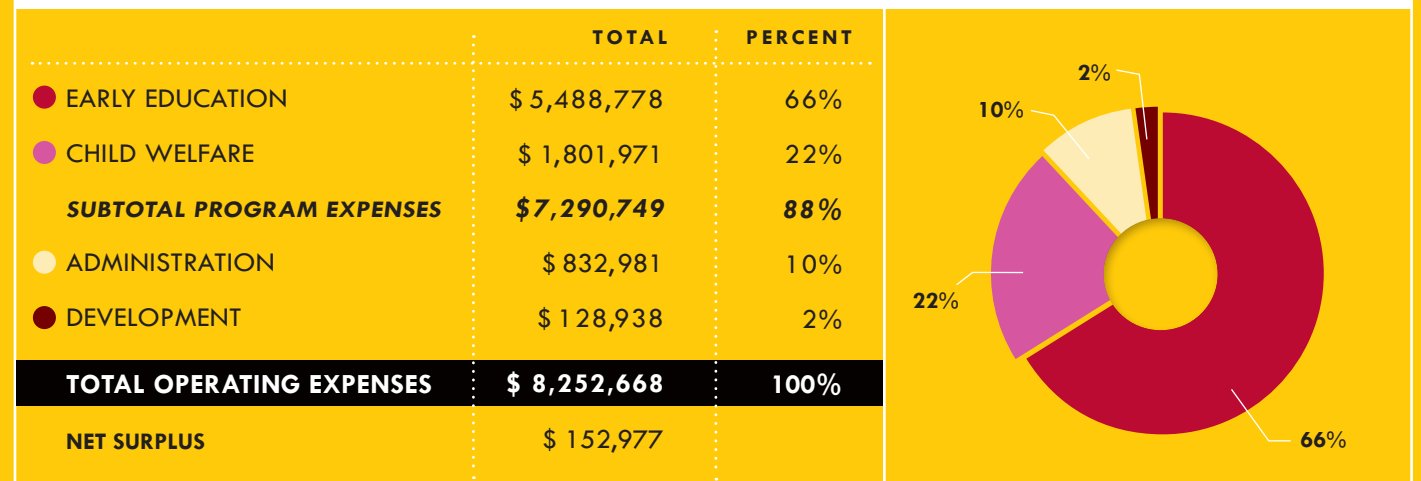 TOTAL PERCENT
EARLY EDUCATION $ 5,488,778 66%
CHILD WELFARE $ 1,801,971 22%
SUBTOTAL PROGRAM EXPENSES $7,290,749 88%
ADMINISTRATION $ 832,981 10%
DEVELOPMENT $ 128,938 2%
TOTAL OPERATING EXPENSES $ 8,252,668 100%
NET SURPLUS $ 152,977
2%
10%
22%
66%